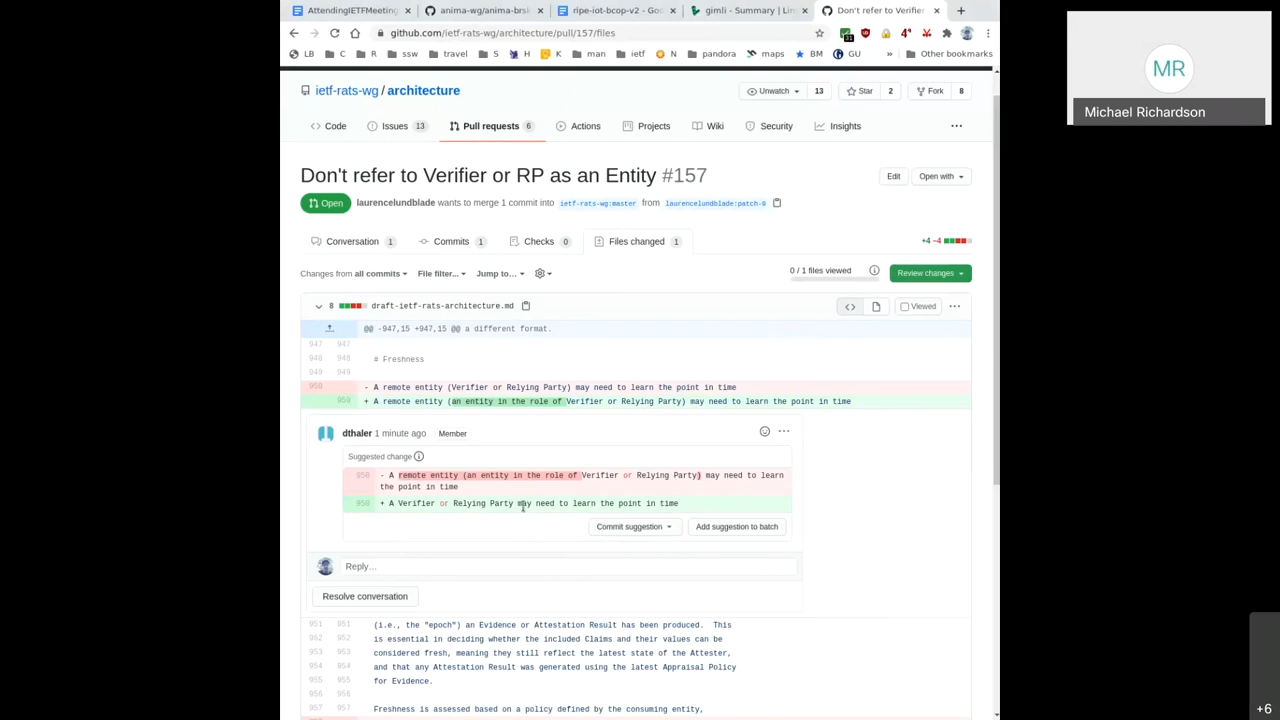 AttendingIETFMeeting ×
anima-wg/anima-brsk ×
ripe-iot-bcop-v2 - Goo ×
gimli - Summary | Lin ×
Don't refer to Verifier ×
github.com/ietf-rats-wg/architecture/pull/157/files
LB C R ssw travel S H K man ietf N pandora maps BM GU Other bookmarks
ietf-rats-wg / architecture
Unwatch 13 Star 2 Fork 8
Code Issues 13 Pull requests 6 Actions Projects Wiki Security Insights
Don't refer to Verifier or RP as an Entity #157
Edit Open with
Open laurencelundblade wants to merge 1 commit into ietf-rats-wg:master from laurencelundblade:patch-9
Conversation 1 Commits 1 Checks 0 Files changed 1 +4 −4
Changes from all commits File filter... Jump to... 0 / 1 files viewed Review changes
8 draft-ietf-rats-architecture.md Viewed
@@ -947,15 +947,15 @@ a different format.
947 947
948 948 # Freshness
949 949
950 - A remote entity (Verifier or Relying Party) may need to learn the point in time
950 + A remote entity (an entity in the role of Verifier or Relying Party) may need to learn the point in time
dthaler 1 minute ago Member
Suggested change
950 - A remote entity (an entity in the role of Verifier or Relying Party) may need to learn
the point in time
950 + A Verifier or Relying Party may need to learn the point in time
Commit suggestion Add suggestion to batch
Reply...
Resolve conversation
951 951 (i.e., the "epoch") an Evidence or Attestation Result has been produced. This
952 952 is essential in deciding whether the included Claims and their values can be
953 953 considered fresh, meaning they still reflect the latest state of the Attester,
954 954 and that any Attestation Result was generated using the latest Appraisal Policy
955 955 for Evidence.
956 956
957 957 Freshness is assessed based on a policy defined by the consuming entity,
MR
Michael Richardson
+6